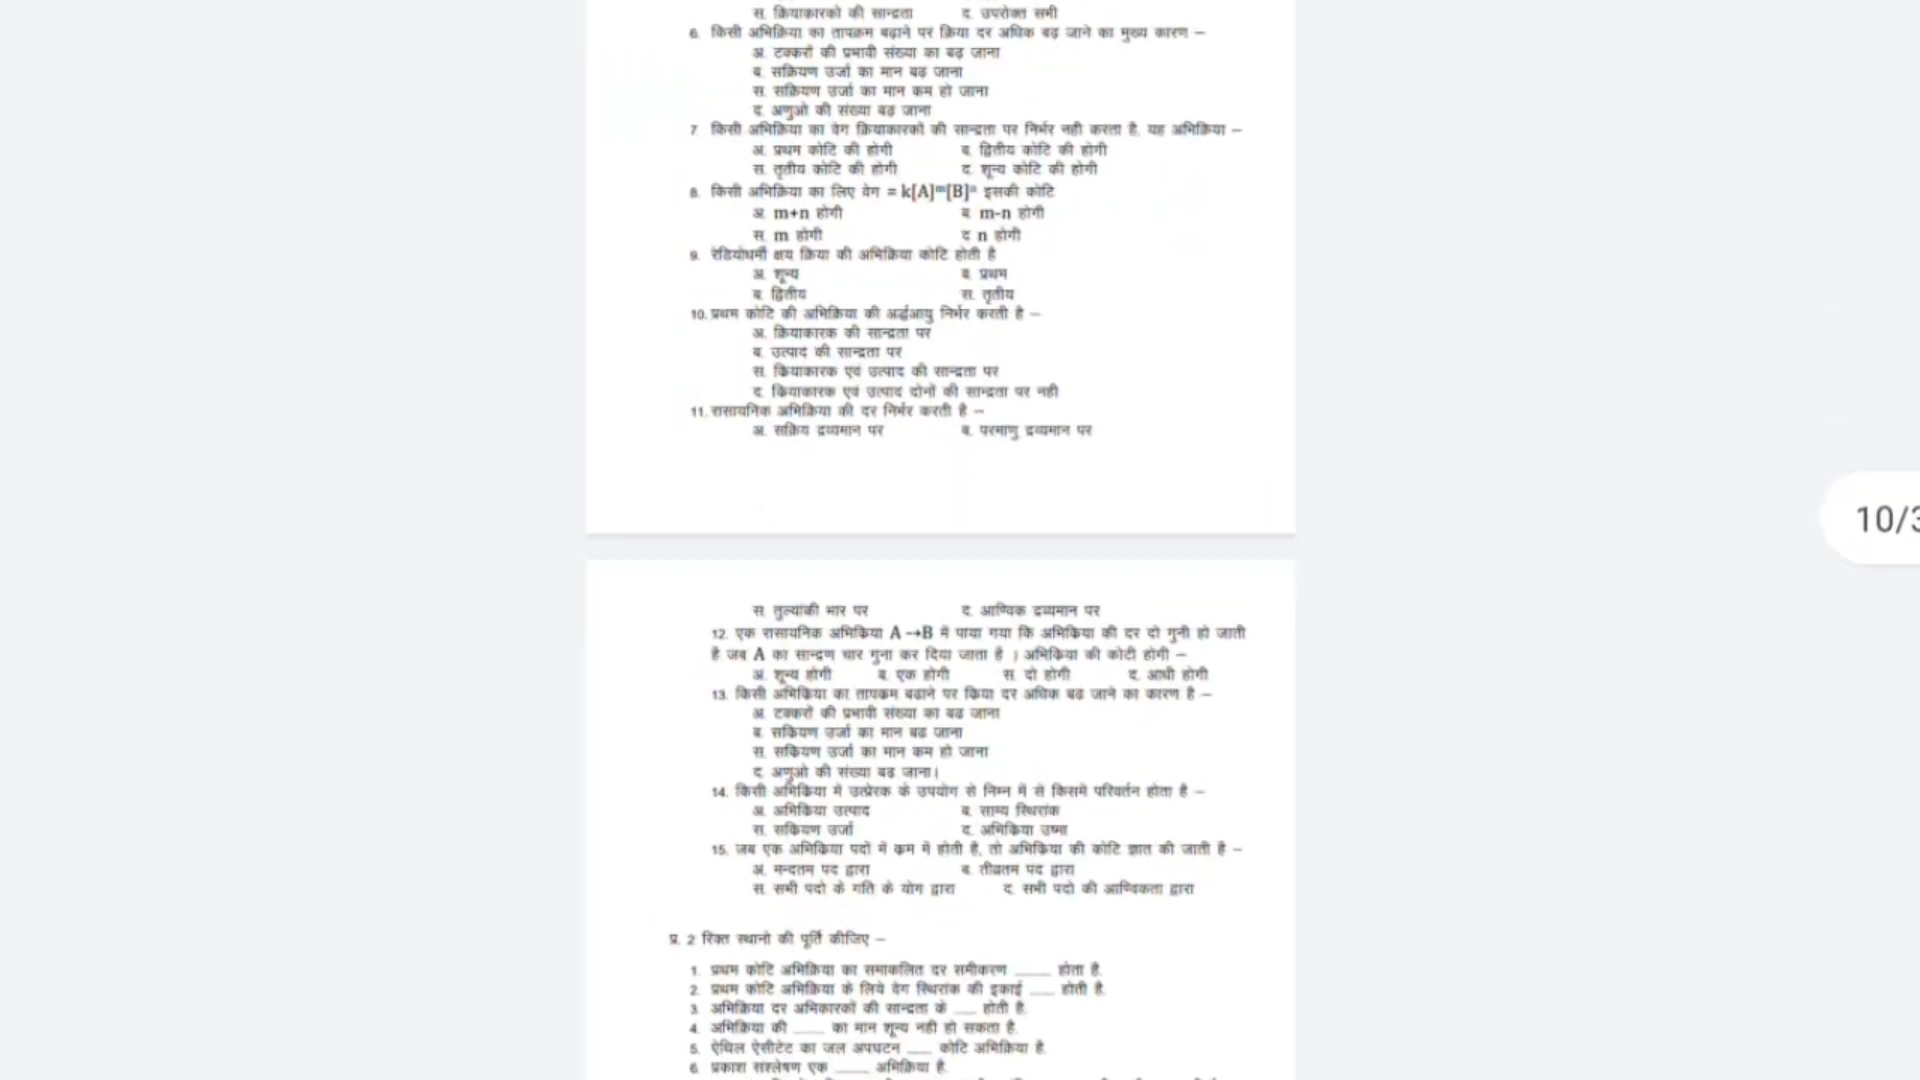 स. क्रियाकारको की सान्द्रता द. उपरोक्त सभी
6. किसी अभिक्रिया का तापक्रम बढ़ाने पर क्रिया दर अधिक बढ़ जाने का मुख्य कारण –
अ. टक्करों की प्रभावी संख्या का बढ़ जाना
ब. सक्रियण उर्जा का मान बढ़ जाना
स. सक्रियण उर्जा का मान कम हो जाना
द. अणुओ की संख्या बढ़ जाना
7. किसी अभिक्रिया का वेग क्रियाकारकों की सान्द्रता पर निर्भर नही करता है, यह अभिक्रिया –
अ. प्रथम कोटि की होगी ब. द्वितीय कोटि की होगी
स. तृतीय कोटि की होगी द. शून्य कोटि की होगी
8. किसी अभिक्रिया का लिए वेग = k[A]ᵐ[B]ⁿ इसकी कोटि
अ. m+n होगी ब. m-n होगी
स. m होगी द n होगी
9. रेडियोधर्मी क्षय क्रिया की अभिक्रिया कोटि होती है
अ. शून्य ब. प्रथम
ब. द्वितीय स. तृतीय
10. प्रथम कोटि की अभिक्रिया की अर्द्धआयु निर्भर करती है –
अ. क्रियाकारक की सान्द्रता पर
ब. उत्पाद की सान्द्रता पर
स. कियाकारक एवं उत्पाद की सान्द्रता पर
द. कियाकारक एवं उत्पाद दोनों की सान्द्रता पर नही
11. रासायनिक अभिक्रिया की दर निर्भर करती है –
अ. सक्रिय द्रव्यमान पर ब. परमाणु द्रव्यमान पर
10/3
स. तुल्यांकी भार पर द. आण्विक द्रव्यमान पर
12. एक रासायनिक अभिकिया A →B में पाया गया कि अभिकिया की दर दो गुनी हो जाती
है जब A का सान्द्रण चार गुना कर दिया जाता है । अभिकिया की कोटी होगी –
अ. शून्य होगी ब. एक होगी स. दो होगी द. आधी होगी
13. किसी अभिकिया का तापकम बढाने पर किया दर अधिक बढ जाने का कारण है –
अ. टक्करों की प्रभावी संख्या का बढ जाना
ब. सकियण उर्जा का मान बढ जाना
स. सकियण उर्जा का मान कम हो जाना
द. अणुओ की संख्या बढ जाना।
14. किसी अभिकिया में उत्प्रेरक के उपयोग से निम्न में से किसमे परिवर्तन होता है –
अ. अभिकिया उत्पाद ब. साम्य स्थिरांक
स. सकियण उर्जा द. अभिकिया उष्मा
15. जब एक अभिकिया पदों में कम में होती है, तो अभिकिया की कोटि ज्ञात की जाती है –
अ. मन्दतम पद द्वारा ब. तीव्रतम पद द्वारा
स. सभी पदो के गति के योग द्वारा द. सभी पदो की आण्विकता द्वारा
प्र. 2 रिक्त स्थानो की पूर्ति कीजिए –
1. प्रथम कोटि अभिक्रिया का समाकलित दर समीकरण ____ होता है.
2. प्रथम कोटि अभिक्रिया के लिये वेग स्थिरांक की इकाई ____ होती है.
3. अभिक्रिया दर अभिकारकों की सान्द्रता के ____ होती है.
4. अभिक्रिया की ____ का मान शून्य नही हो सकता है.
5. ऐथिल ऐसीटेट का जल अपघटन ____ कोटि अभिक्रिया है.
6. प्रकाश संश्लेषण एक ____ अभिक्रिया है.